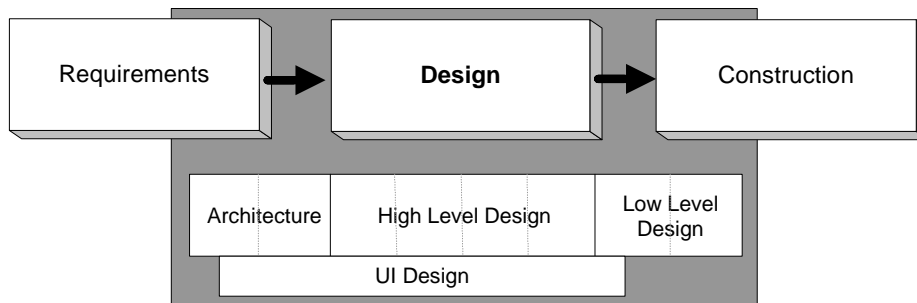 Requirements
Design
Construction
Architecture
High Level Design
Low Level
Design
UI Design